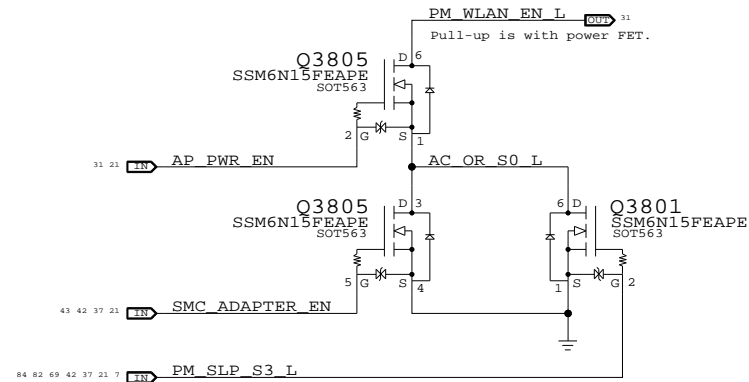 PM_WLAN_EN_L OUT 31
Pull-up is with power FET.
D 6
Q3805
SSM6N15FEAPE
SOT563
2 G S 1
31 21 IN AP_PWR_EN
AC_OR_S0_L
Q3805 D 3
SSM6N15FEAPE
SOT563
5 G S 4
6 D Q3801
SSM6N15FEAPE
SOT563
1 S G 2
43 42 37 21 IN SMC_ADAPTER_EN
84 82 69 42 37 21 7 IN PM_SLP_S3_L